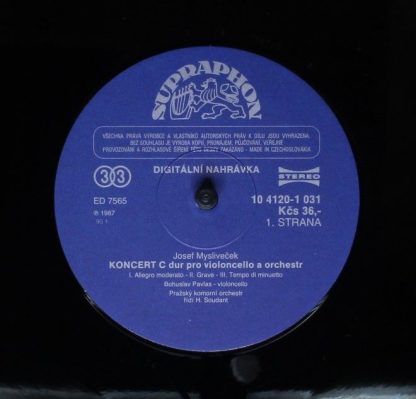 SUPRAPHON
VŠECHNA PRÁVA VÝROBCE A VLASTNÍKŮ AUTORSKÝCH PRÁV K DÍLU JSOU VYHRAZENA.
BEZ SOUHLASU JE VÝROBA KOPIÍ, PRONÁJEM, PŮJČOVÁNÍ, VEŘEJNÉ
PROVOZOVÁNÍ A ROZHLASOVÉ ŠÍŘENÍ TÉTO DESKY ZAKÁZÁNO - MADE IN CZECHOSLOVAKIA
DIGITÁLNÍ NAHRÁVKA
33
STEREO
ED 7565
10 4120-1 031
℗ 1987
Kčs 36,-
1. STRANA
Josef Mysliveček
KONCERT C dur pro violoncello a orchestr
I. Allegro moderato - II. Grave - III. Tempo di minuetto
Bohuslav Pavlas - violoncello
Pražský komorní orchestr
řídí H. Soudant